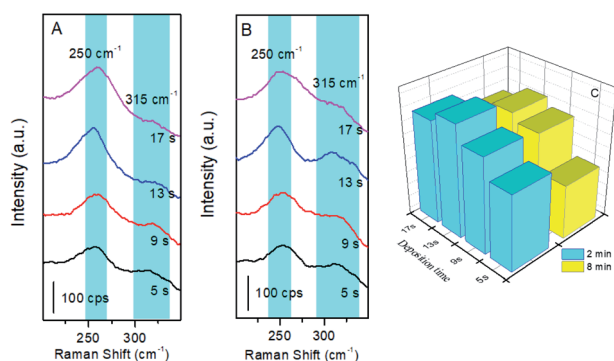 A
250 cm⁻¹
315 cm⁻¹
17 s
13 s
9 s
5 s
100 cps
250
300
Raman Shift (cm⁻¹)
Intensity (a.u.)
B
250 cm⁻¹
315 cm⁻¹
17 s
13 s
9 s
5 s
100 cps
250
300
Raman Shift (cm⁻¹)
Intensity (a.u.)
C
17s
13s
9s
5s
Deposition time
2 min
8 min